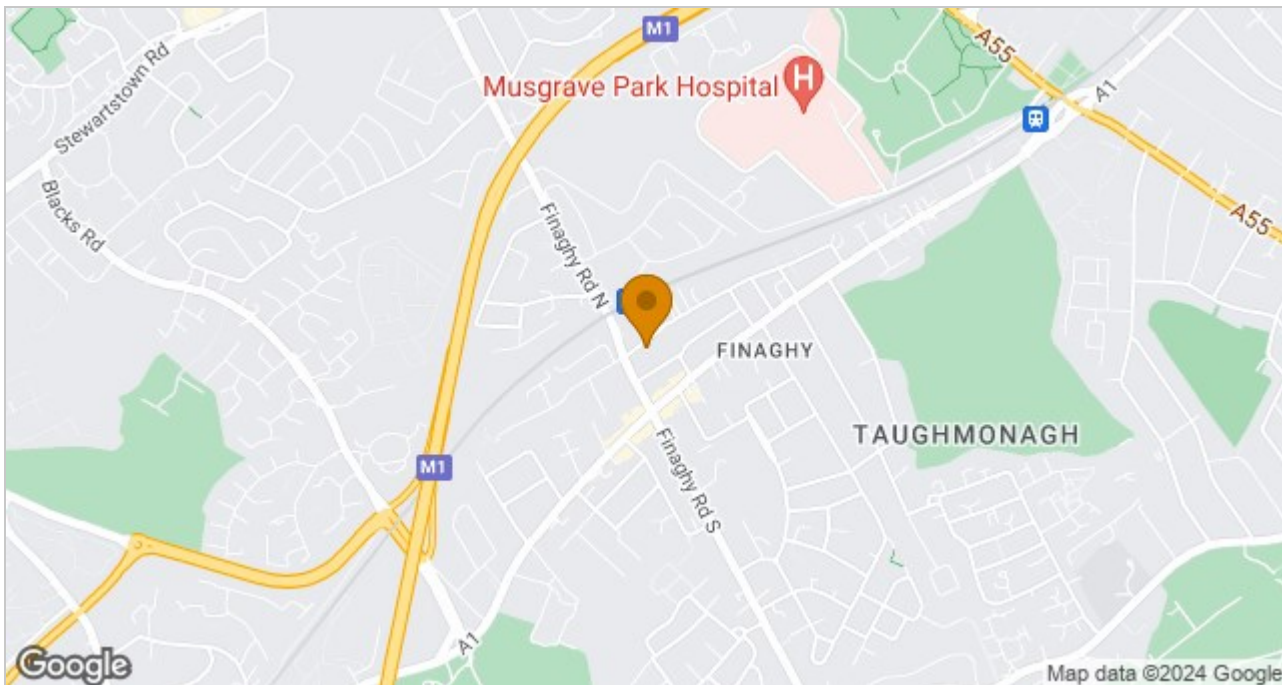 M1
A55
A1
Stewartstown Rd
Musgrave Park Hospital
H
Blacks Rd
Finaghy Rd N
A55
FINAGHY
TAUGHMONAGH
M1
Finaghy Rd S
A1
Google
Map data ©2024 Google